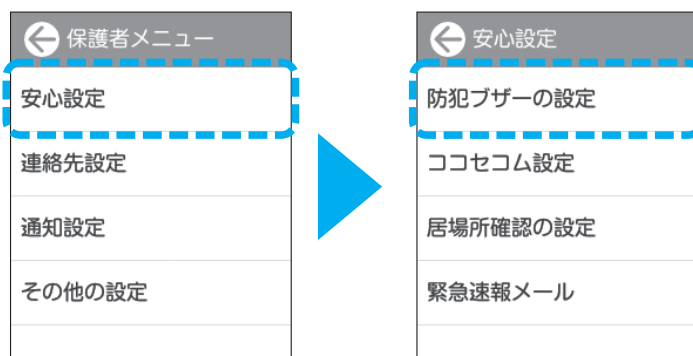 保護者メニュー
安心設定
連絡先設定
通知設定
その他の設定
安心設定
防犯ブザーの設定
ココセコム設定
居場所確認の設定
緊急速報メール